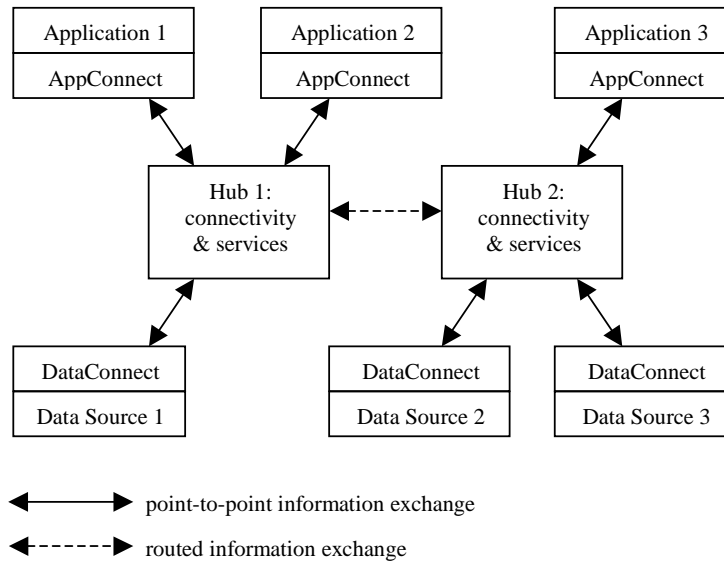 Application 1
AppConnect
Application 2
AppConnect
Application 3
AppConnect
Hub 1:
connectivity
& services
Hub 2:
connectivity
& services
DataConnect
Data Source 1
DataConnect
Data Source 2
DataConnect
Data Source 3
point-to-point information exchange
routed information exchange